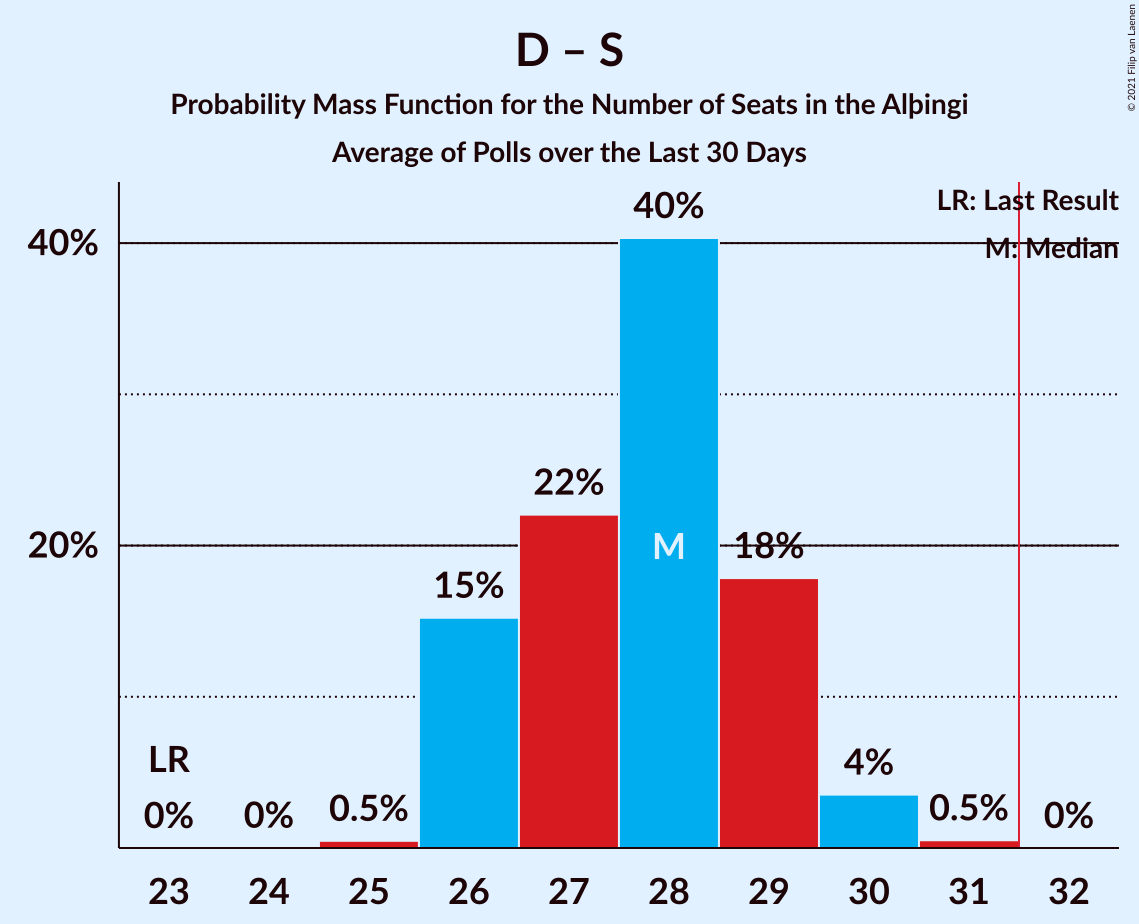 D – S
Probability Mass Function for the Number of Seats in the Alþingi
Average of Polls over the Last 30 Days
© 2021 Filip van Laenen
LR: Last Result
M: Median
40%
40%
22%
M
18%
20%
15%
LR
0%
0%
0.5%
4%
0.5%
0%
23 24 25 26 27 28 29 30 31 32